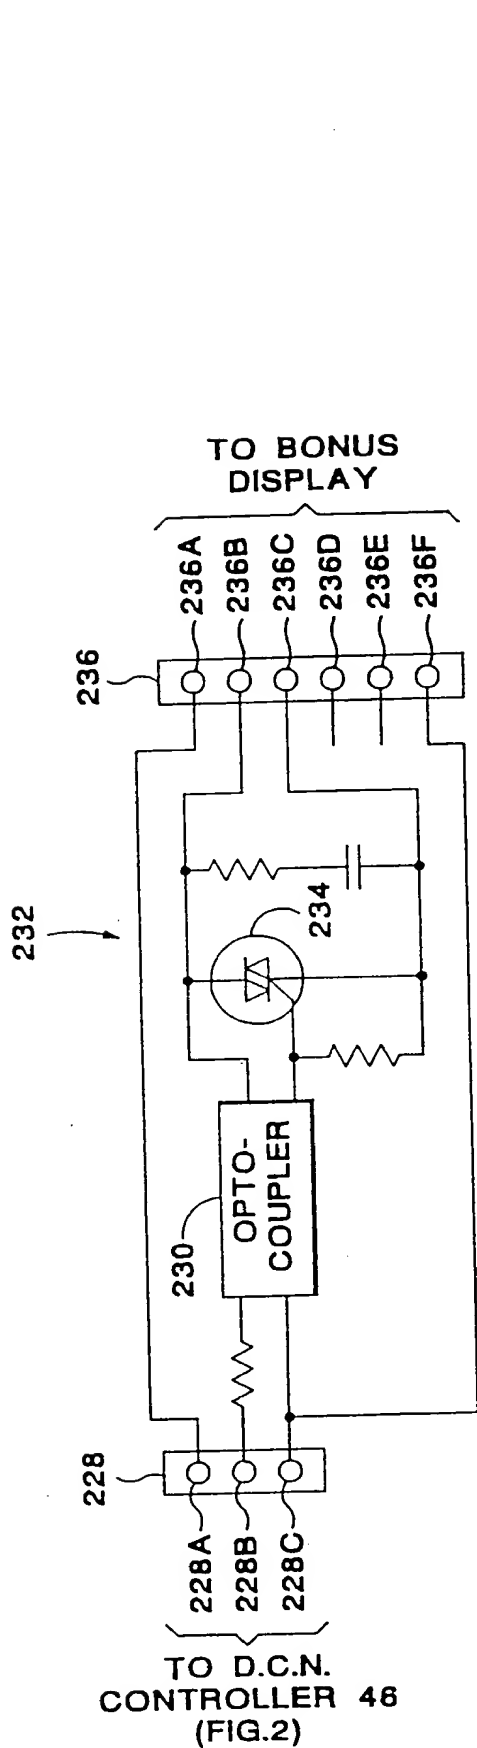 TO BONUS
DISPLAY
236
236A
236B
236C
236D
236E
236F
232
234
230
OPTO-
COUPLER
228
228A
228B
228C
TO D.C.N.
CONTROLLER 46
(FIG.2)